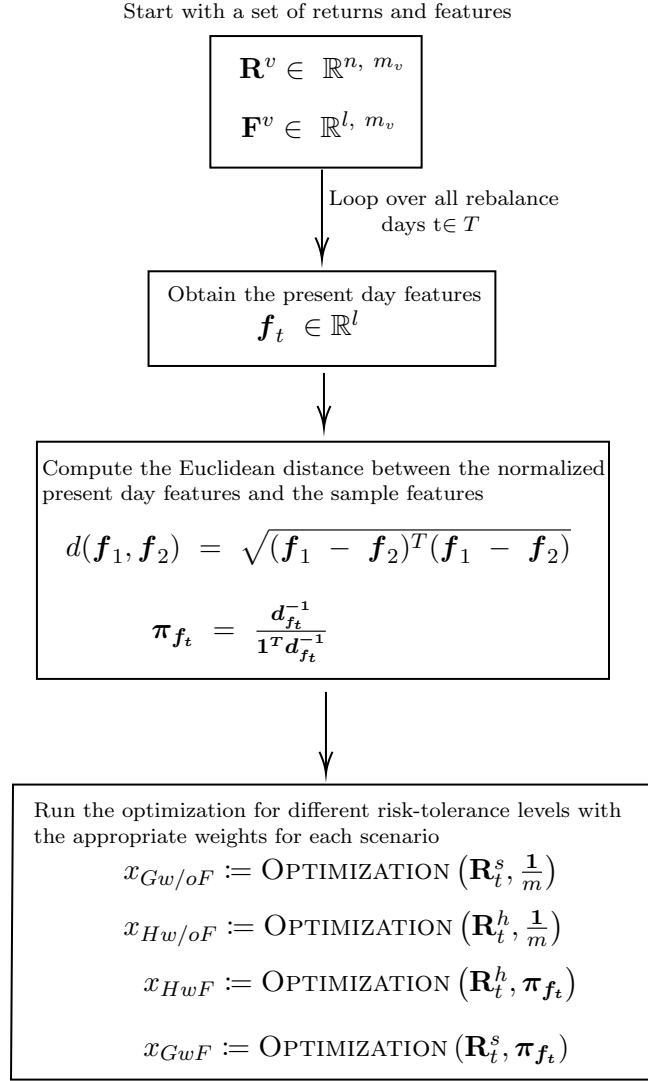 Start with a set of returns and features
𝐑^v ∈ ℝ^{n, m_v}
𝐅^v ∈ ℝ^{l, m_v}
Loop over all rebalance
days t∈ T
Obtain the present day features
𝒇_t ∈ ℝ^l
Compute the Euclidean distance between the normalized
present day features and the sample features
d(𝒇_1, 𝒇_2) = √((𝒇_1 − 𝒇_2)^T(𝒇_1 − 𝒇_2))
𝝅_{𝒇_t} = d_{f_t}^{-1} / (1^T d_{f_t}^{-1})
Run the optimization for different risk-tolerance levels with
the appropriate weights for each scenario
x_{Gw/oF} := OPTIMIZATION (𝐑_t^s, 𝟏/m)
x_{Hw/oF} := OPTIMIZATION (𝐑_t^h, 𝟏/m)
x_{HwF} := OPTIMIZATION (𝐑_t^h, 𝝅_{𝒇_t})
x_{GwF} := OPTIMIZATION (𝐑_t^s, 𝝅_{𝒇_t})